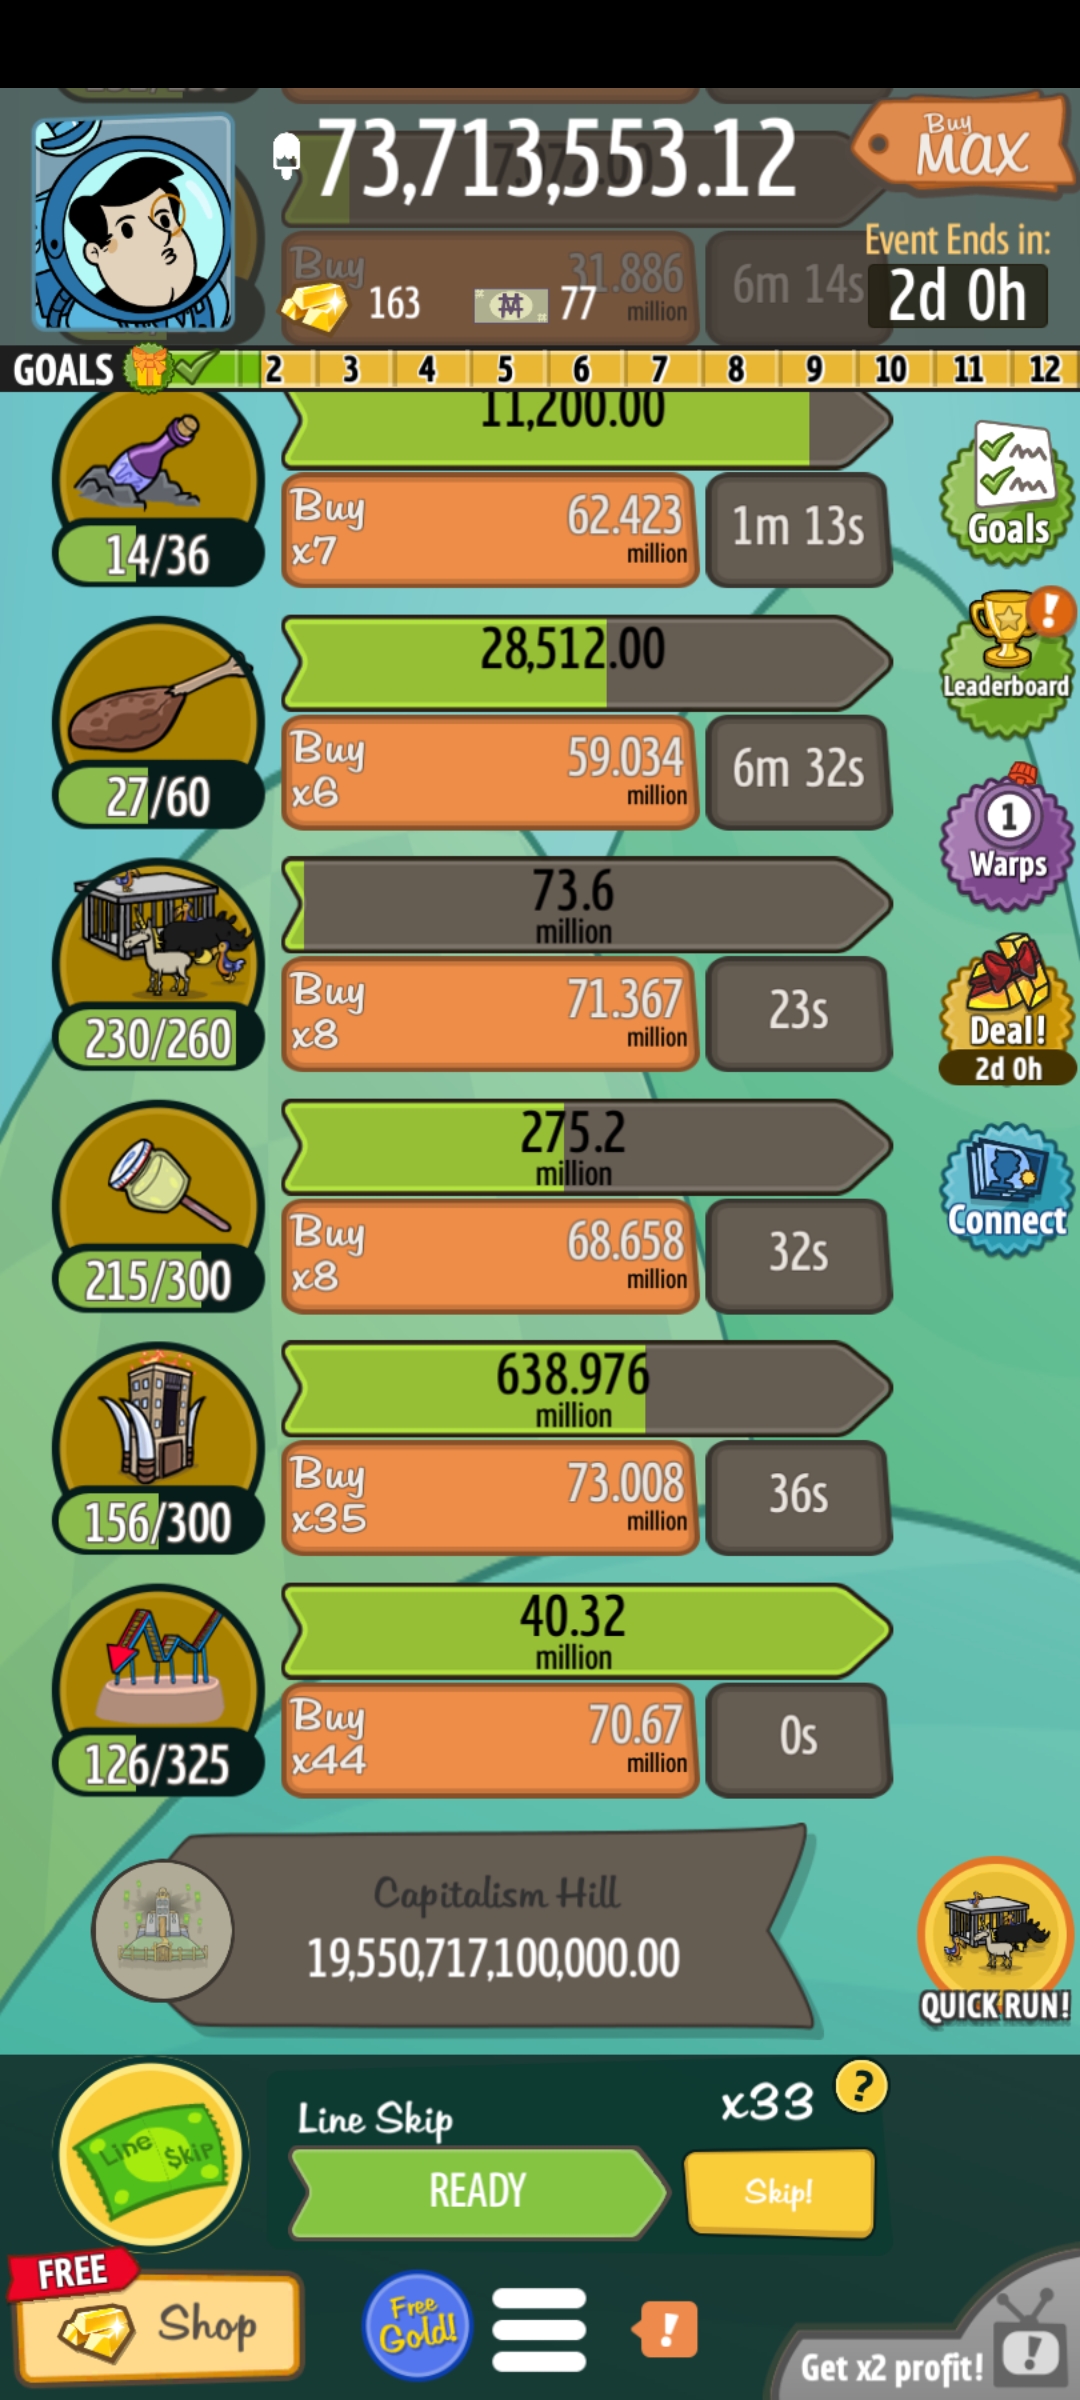 73,713,553.12
Buy
MAX
Buy
31.886
million
6m 14s
163
77
Event Ends in:
2d 0h
GOALS 2 3 4 5 6 7 8 9 10 11 12
11,200.00
14/36
Buy
x7
62.423
million
1m 13s
Goals
28,512.00
27/60
Buy
x6
59.034
million
6m 32s
Leaderboard
73.6
million
230/260
Buy
x8
71.367
million
23s
1
Warps
Deal!
2d 0h
275.2
million
215/300
Buy
x8
68.658
million
32s
Connect
638.976
million
156/300
Buy
x35
73.008
million
36s
40.32
million
126/325
Buy
x44
70.67
million
0s
Capitalism Hill
19,550,717,100,000.00
QUICK RUN!
Line Skip
x33
?
Line $kip
READY
Skip!
FREE
Shop
Free
Gold!
!
Get x2 profit!